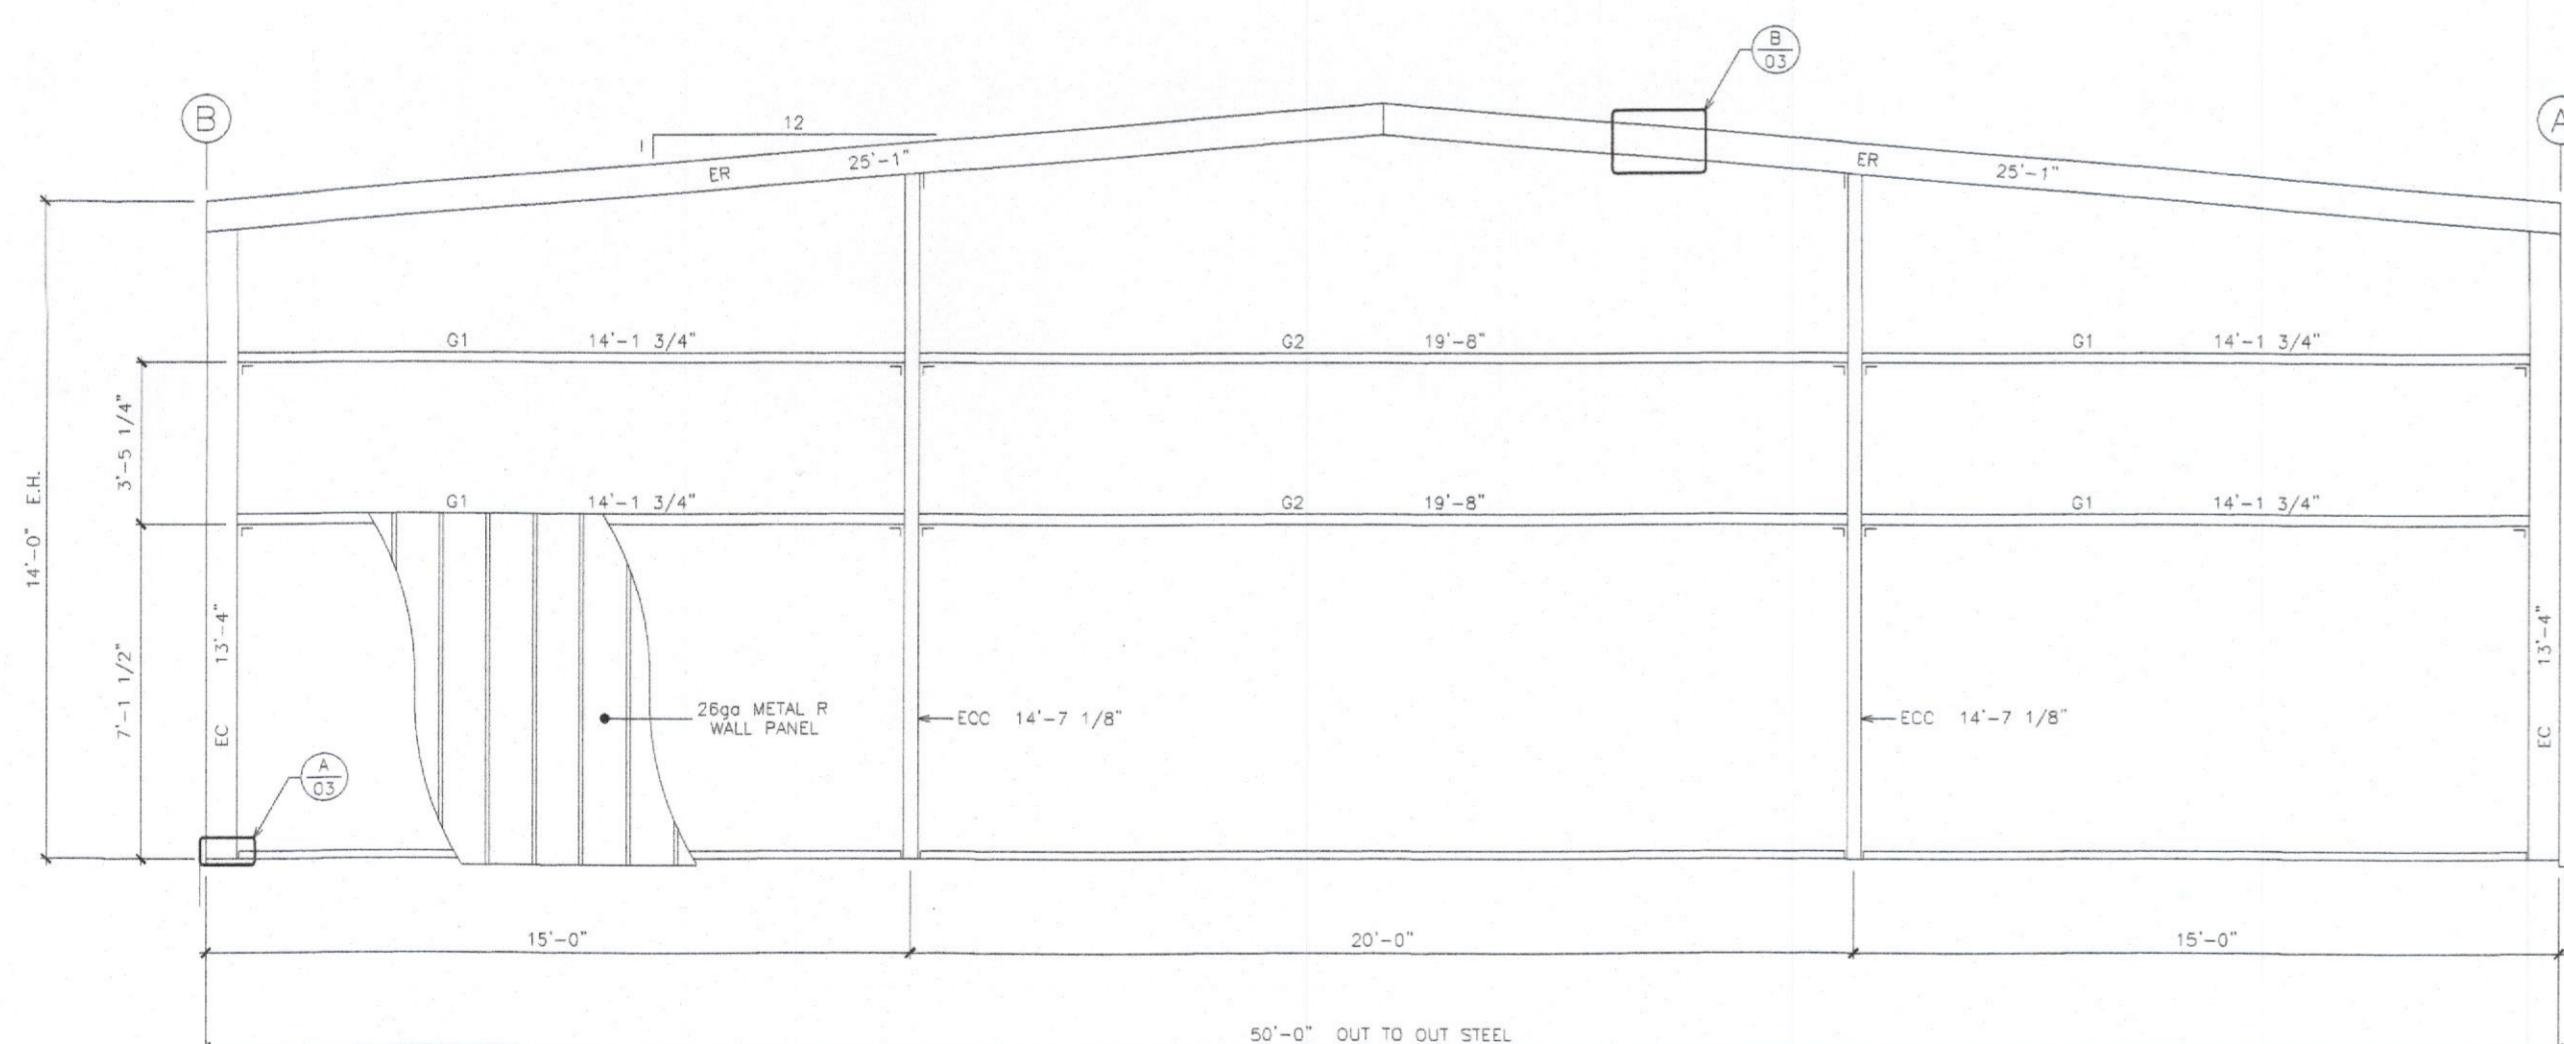 B
03
B
A
12
1
ER 25'-1"
ER 25'-1"
G1 14'-1 3/4"
G2 19'-8"
G1 14'-1 3/4"
3'-5 1/4"
14'-0" E.H.
G1 14'-1 3/4"
G2 19'-8"
G1 14'-1 3/4"
7'-1 1/2"
EC 13'-4"
EC 13'-4"
26ga METAL R
WALL PANEL
ECC 14'-7 1/8"
ECC 14'-7 1/8"
A
03
15'-0"
20'-0"
15'-0"
50'-0" OUT TO OUT STEEL